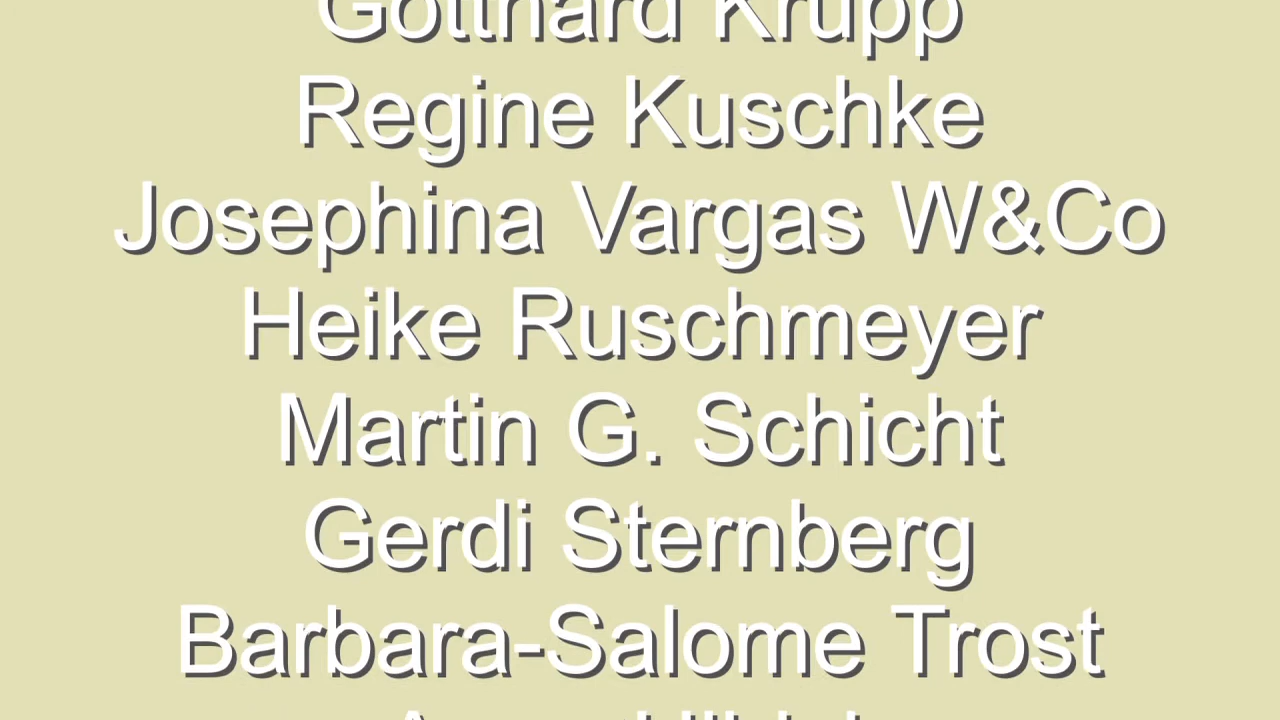 Gotthard Krupp
Regine Kuschke
Josephina Vargas W&Co
Heike Ruschmeyer
Martin G. Schicht
Gerdi Sternberg
Barbara-Salome Trost